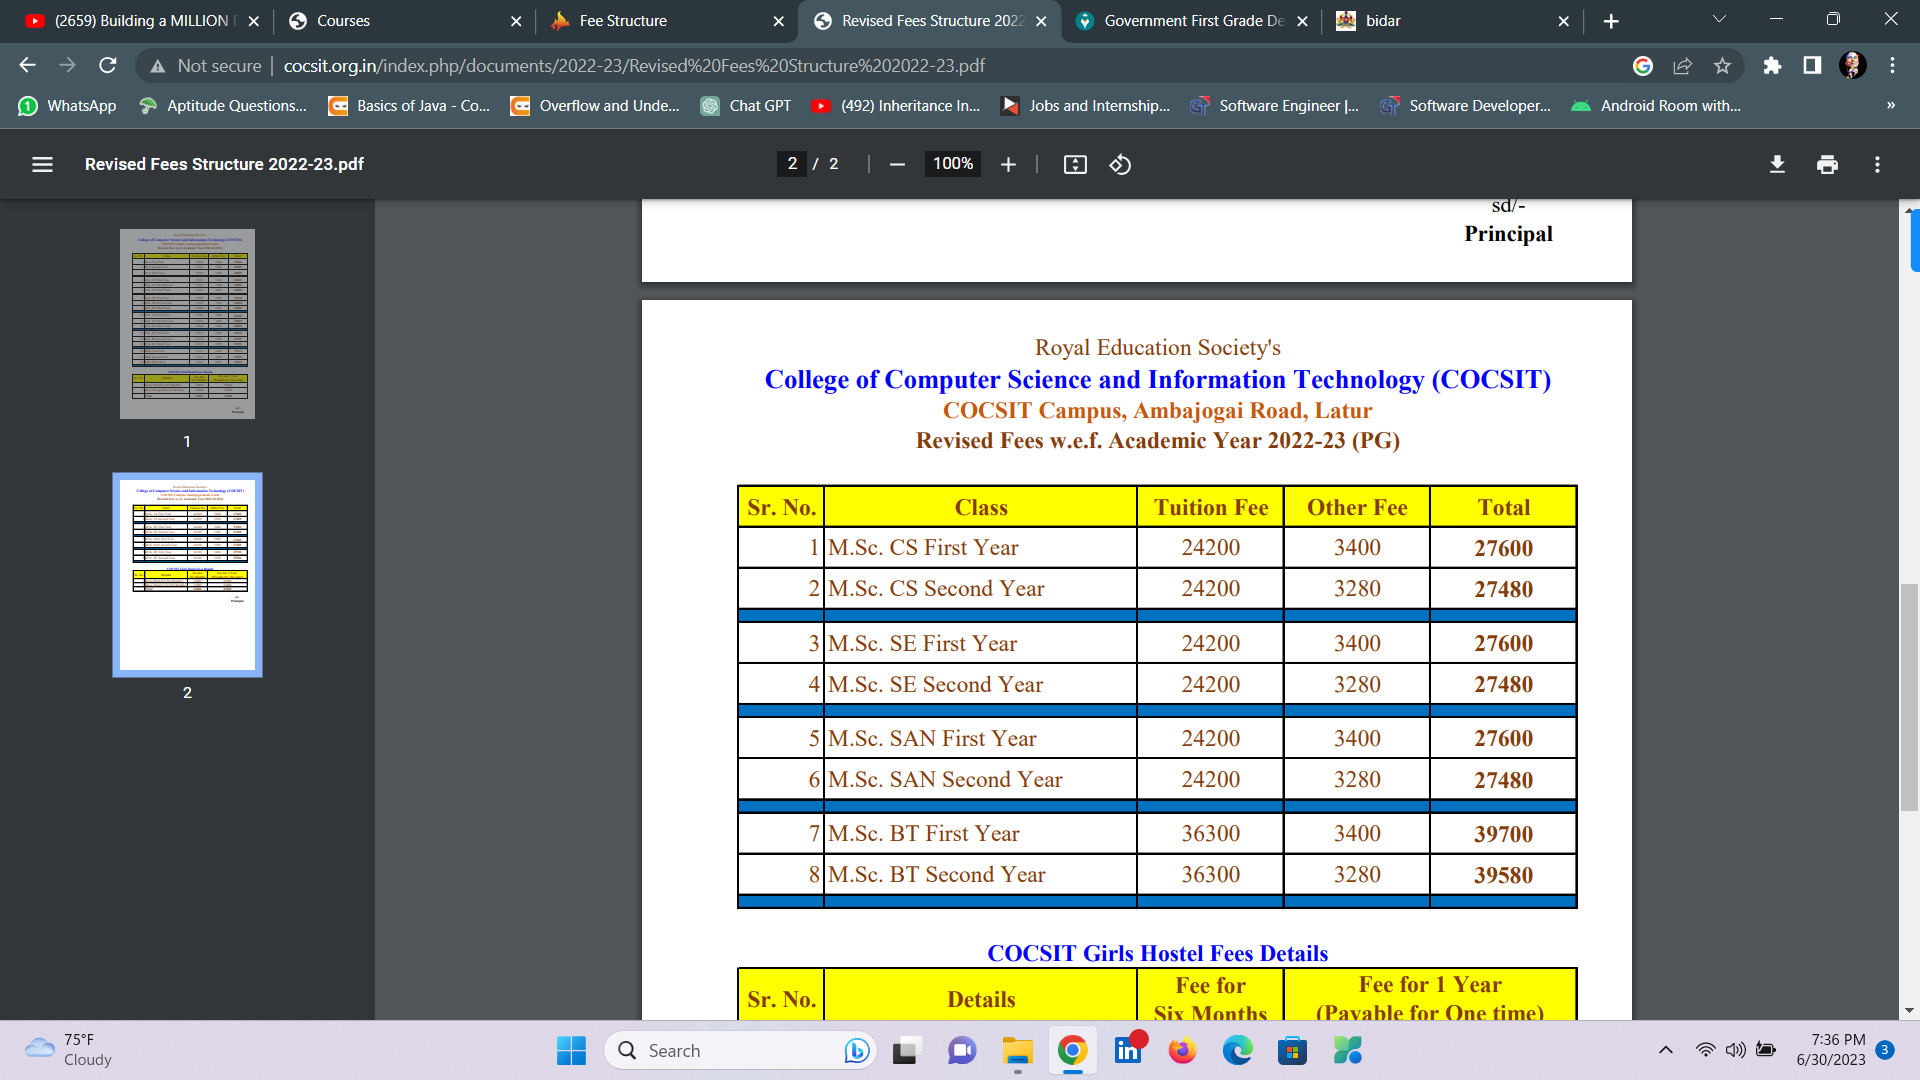 (2659) Building a MILLION
Courses
Fee Structure
Revised Fees Structure 2022
Government First Grade De
bidar
Not secure
cocsit.org.in/index.php/documents/2022-23/Revised%20Fees%20Structure%202022-23.pdf
WhatsApp
Aptitude Questions...
Basics of Java - Co...
Overflow and Unde...
Chat GPT
(492) Inheritance In...
Jobs and Internship...
Software Engineer |...
Software Developer...
Android Room with...
»
Revised Fees Structure 2022-23.pdf
2 / 2
100%
1
2
sd/-
Principal
Royal Education Society's
College of Computer Science and Information Technology (COCSIT)
COCSIT Campus, Ambajogai Road, Latur
Revised Fees w.e.f. Academic Year 2022-23 (PG)
Sr. No. Class Tuition Fee Other Fee Total
1 M.Sc. CS First Year 24200 3400 27600
2 M.Sc. CS Second Year 24200 3280 27480
3 M.Sc. SE First Year 24200 3400 27600
4 M.Sc. SE Second Year 24200 3280 27480
5 M.Sc. SAN First Year 24200 3400 27600
6 M.Sc. SAN Second Year 24200 3280 27480
7 M.Sc. BT First Year 36300 3400 39700
8 M.Sc. BT Second Year 36300 3280 39580
COCSIT Girls Hostel Fees Details
Sr. No. Details Fee for Six Months Fee for 1 Year (Payable for One time)
75°F
Cloudy
Search
7:36 PM
6/30/2023
3